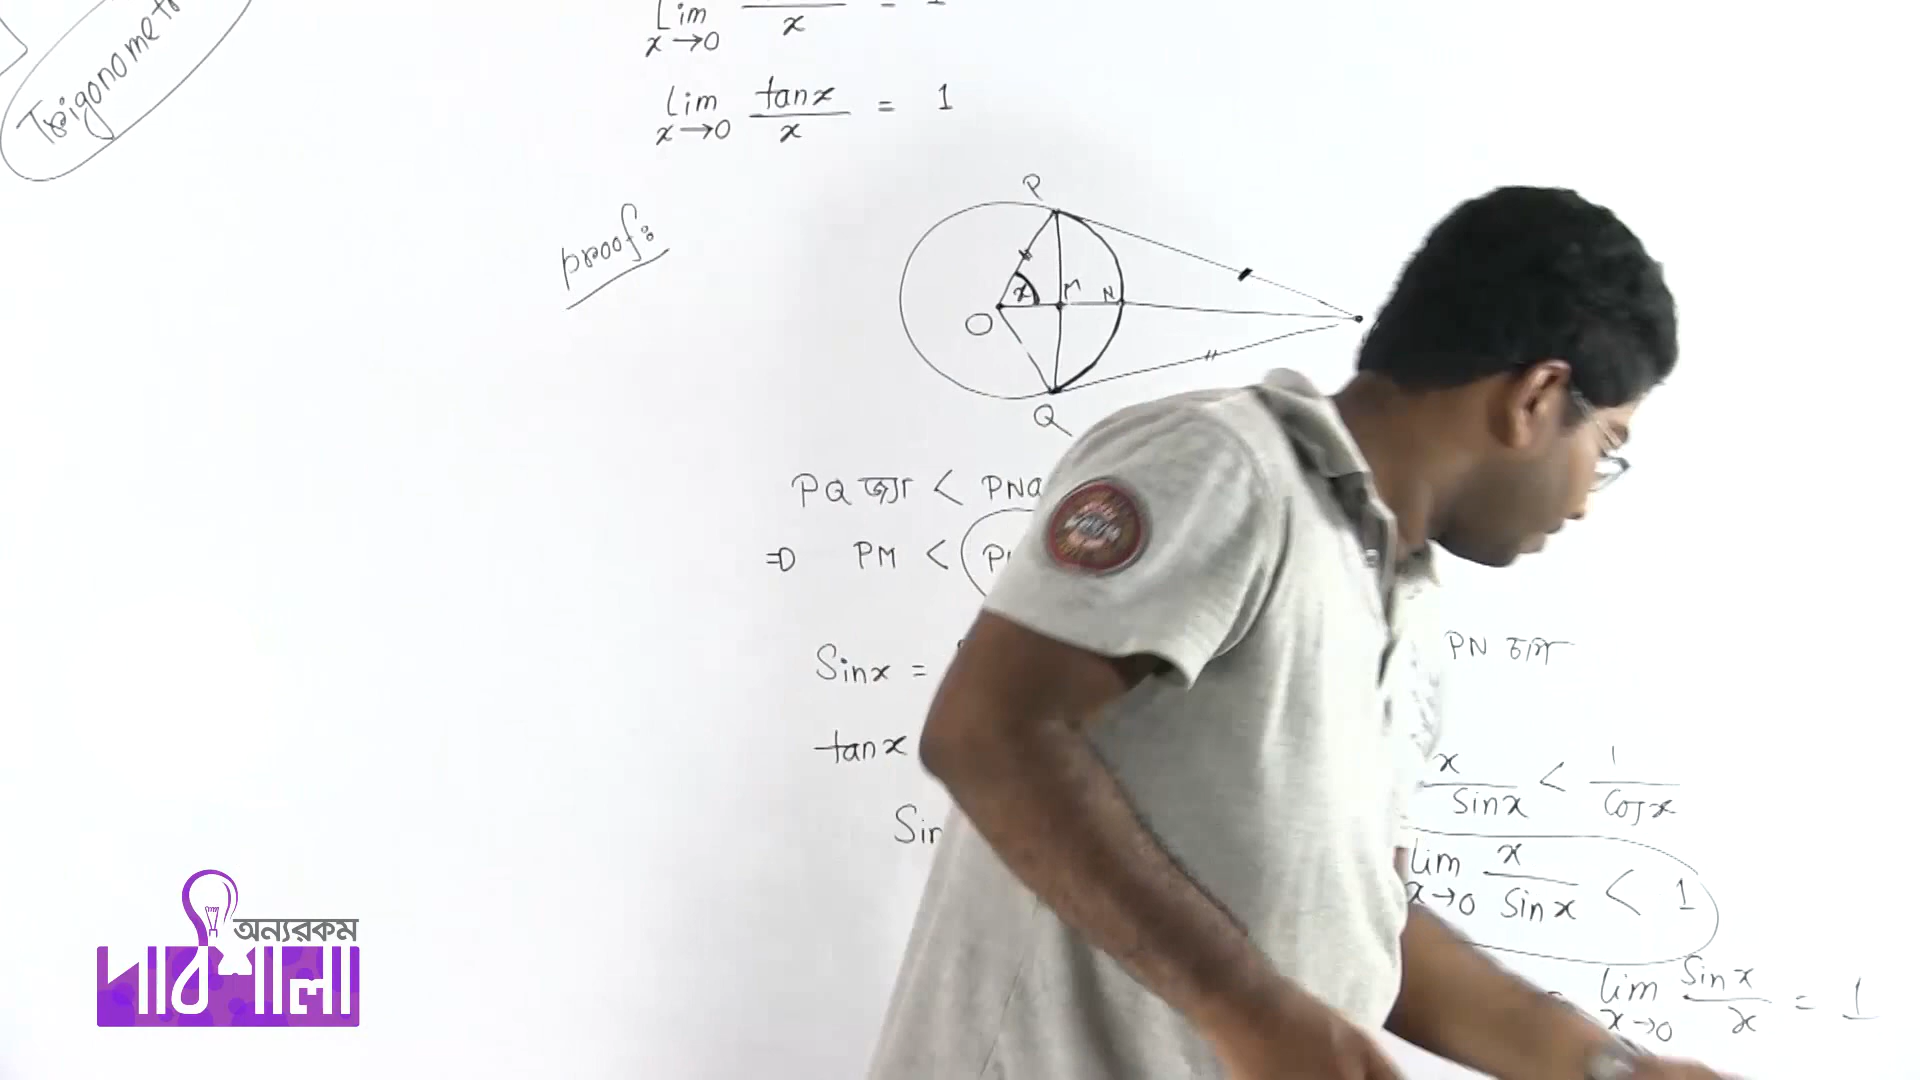 Lim
x→0 x = 1
Lim tanx
x→0 x = 1
proof:
P
x M N
O
Q
PQ জ্যা < PNQ
⇒ PM <
Sinx =
PN চাপ
tanx
x/Sinx < 1/Cosx
Sin
lim x/Sinx < 1
x→0
= lim Sinx/x = 1
x→0
অন্যরকম
পাঠশালা